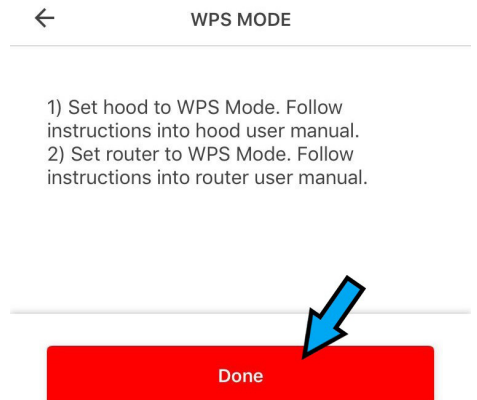 WPS MODE
1) Set hood to WPS Mode. Follow
instructions into hood user manual.
2) Set router to WPS Mode. Follow
instructions into router user manual.
Done